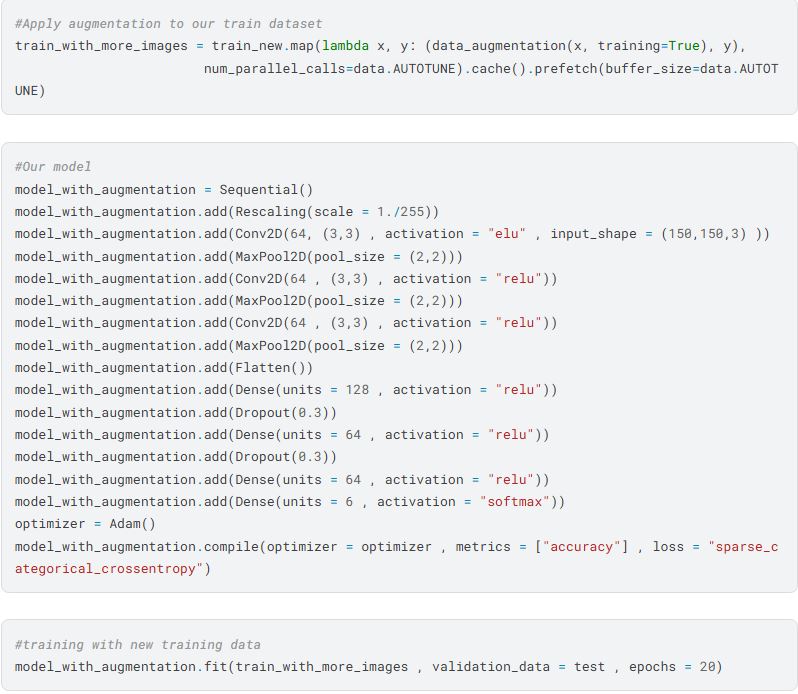 #Apply augmentation to our train dataset
train_with_more_images = train_new.map(lambda x, y: (data_augmentation(x, training=True), y),
num_parallel_calls=data.AUTOTUNE).cache().prefetch(buffer_size=data.AUTOT
UNE)
#Our model
model_with_augmentation = Sequential()
model_with_augmentation.add(Rescaling(scale = 1./255))
model_with_augmentation.add(Conv2D(64, (3,3) , activation = "elu" , input_shape = (150,150,3) ))
model_with_augmentation.add(MaxPool2D(pool_size = (2,2)))
model_with_augmentation.add(Conv2D(64 , (3,3) , activation = "relu"))
model_with_augmentation.add(MaxPool2D(pool_size = (2,2)))
model_with_augmentation.add(Conv2D(64 , (3,3) , activation = "relu"))
model_with_augmentation.add(MaxPool2D(pool_size = (2,2)))
model_with_augmentation.add(Flatten())
model_with_augmentation.add(Dense(units = 128 , activation = "relu"))
model_with_augmentation.add(Dropout(0.3))
model_with_augmentation.add(Dense(units = 64 , activation = "relu"))
model_with_augmentation.add(Dropout(0.3))
model_with_augmentation.add(Dense(units = 64 , activation = "relu"))
model_with_augmentation.add(Dense(units = 6 , activation = "softmax"))
optimizer = Adam()
model_with_augmentation.compile(optimizer = optimizer , metrics = ["accuracy"] , loss = "sparse_c
ategorical_crossentropy")
#training with new training data
model_with_augmentation.fit(train_with_more_images , validation_data = test , epochs = 20)